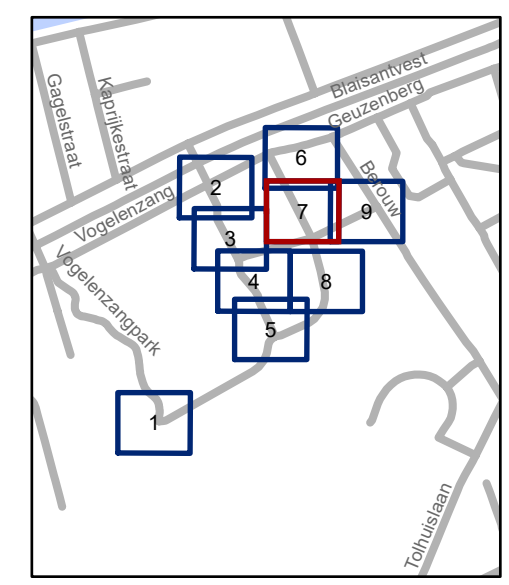 Blaisantvest
Geuzenberg
Gagelstraat
Kaprijkestraat
6
Berouw
2
7
9
Vogelenzang
3
Vogelenzangpark
4
8
5
1
Tolhuislaan